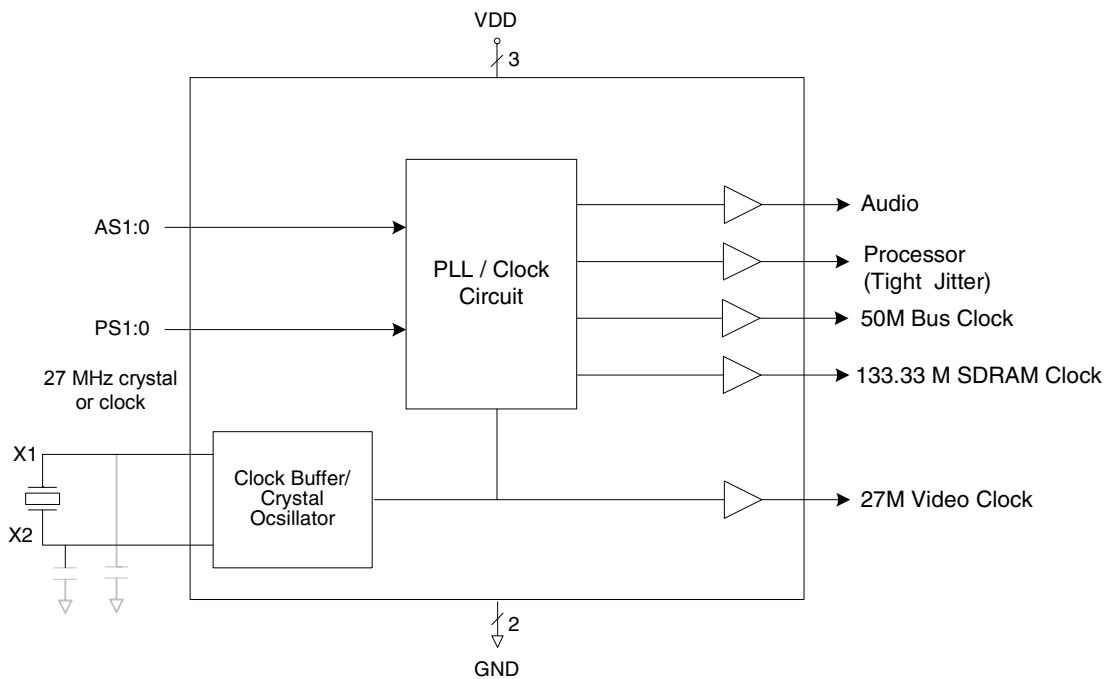 VDD
3
AS1:0
PS1:0
27 MHz crystal
or clock
X1
X2
PLL / Clock
Circuit
Clock Buffer/
Crystal
Ocsillator
Audio
Processor
(Tight Jitter)
50M Bus Clock
133.33 M SDRAM Clock
27M Video Clock
2
GND